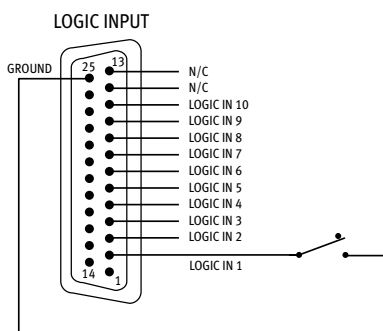 LOGIC INPUT
GROUND
25
13
N/C
N/C
LOGIC IN 10
LOGIC IN 9
LOGIC IN 8
LOGIC IN 7
LOGIC IN 6
LOGIC IN 5
LOGIC IN 4
LOGIC IN 3
LOGIC IN 2
LOGIC IN 1
14
1